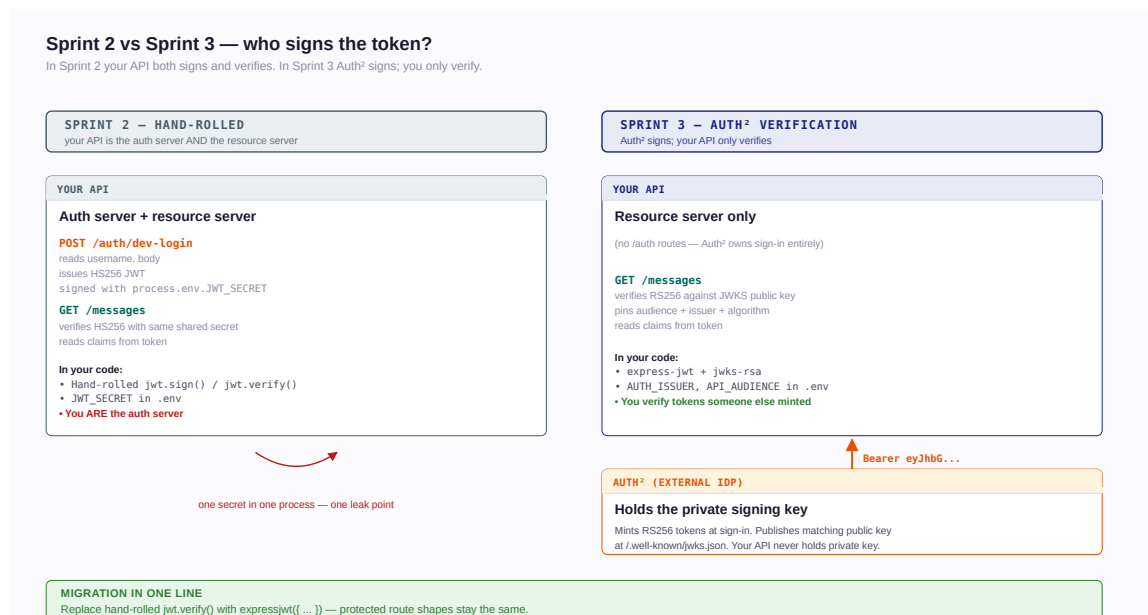 Sprint 2 vs Sprint 3 — who signs the token?
In Sprint 2 your API both signs and verifies. In Sprint 3 Auth² signs; you only verify.
SPRINT 2 — HAND-ROLLED
your API is the auth server AND the resource server
YOUR API
Auth server + resource server
POST /auth/dev-login
reads username, body
issues HS256 JWT
signed with process.env.JWT_SECRET
GET /messages
verifies HS256 with same shared secret
reads claims from token
In your code:
• Hand-rolled jwt.sign() / jwt.verify()
• JWT_SECRET in .env
• You ARE the auth server
one secret in one process — one leak point
SPRINT 3 — AUTH² VERIFICATION
Auth² signs; your API only verifies
YOUR API
Resource server only
(no /auth routes — Auth² owns sign-in entirely)
GET /messages
verifies RS256 against JWKS public key
pins audience + issuer + algorithm
reads claims from token
In your code:
• express-jwt + jwks-rsa
• AUTH_ISSUER, API_AUDIENCE in .env
• You verify tokens someone else minted
Bearer eyJhbG...
AUTH² (EXTERNAL IDP)
Holds the private signing key
Mints RS256 tokens at sign-in. Publishes matching public key
at /.well-known/jwks.json. Your API never holds private key.
MIGRATION IN ONE LINE
Replace hand-rolled jwt.verify() with expressjwt({ ... }) — protected route shapes stay the same.